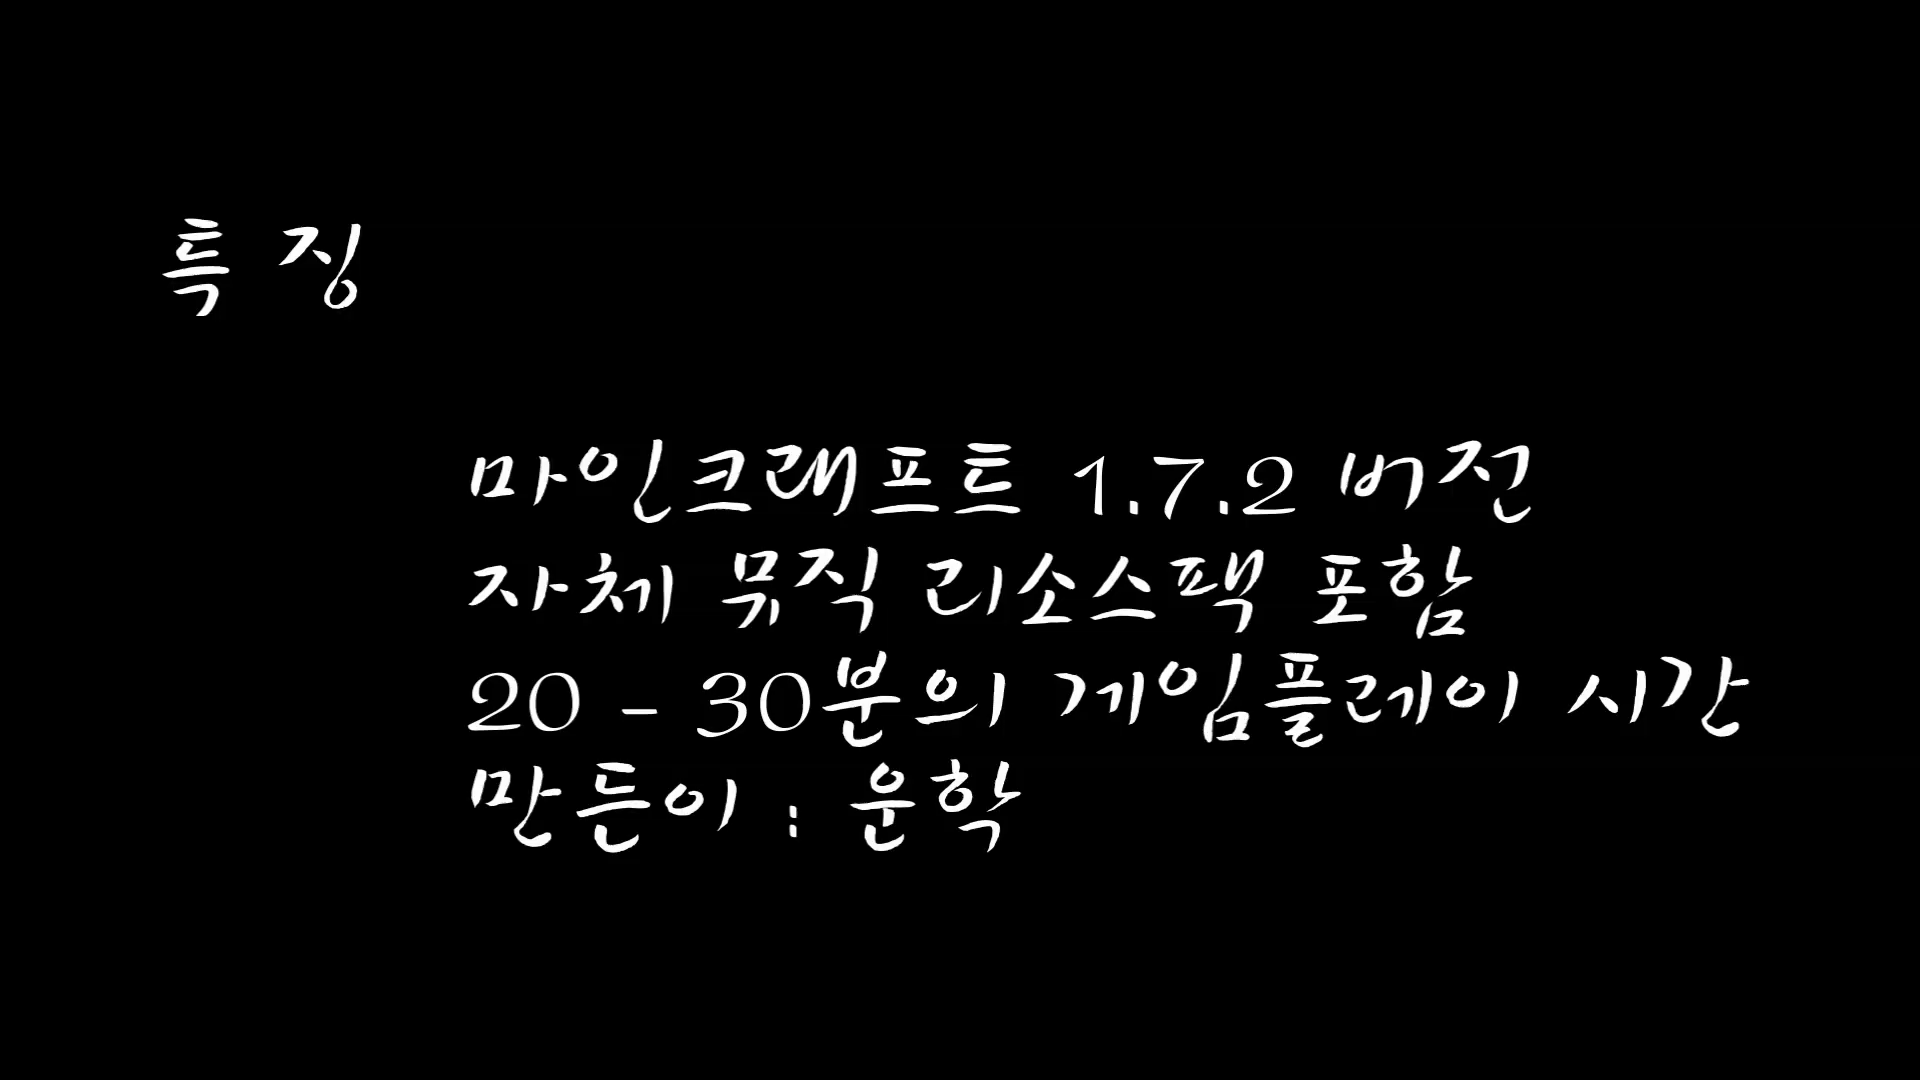 특 징
마인크래프트 1.7.2 버전
자체 뮤직 리소스팩 포함
20 - 30분의 게임플레이 시간
만든이 : 운학